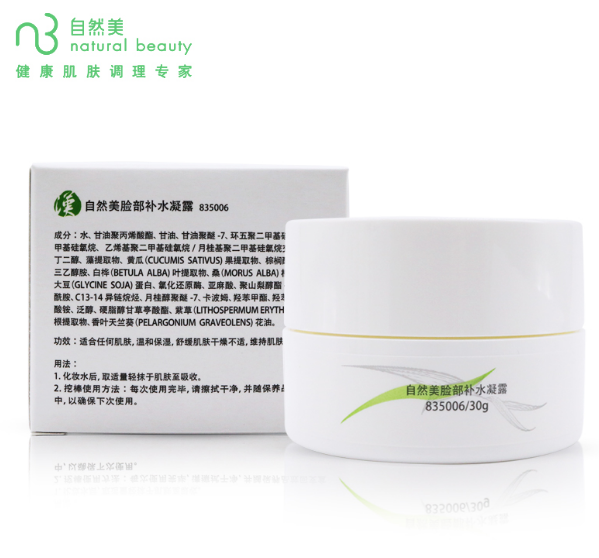 自然美
natural beauty
健康肌肤调理专家
自然美脸部补水凝露 835006
成分：水、甘油聚丙烯酸酯、甘油、甘油聚醚-7、环五聚二甲基
甲基硅氧烷、乙烯基聚二甲基硅氧烷/月桂基聚二甲基硅氧烷
丁二醇、藻提取物、黄瓜(CUCUMIS SATIVUS)果提取物、棕榈
三乙醇胺、白桦(BETULA ALBA)叶提取物、桑(MORUS ALBA)
大豆(GLYCINE SOJA)蛋白、氯化还原酶、亚麻酸、聚山梨醇酯
酰胺、C13-14 异链烷烃、月桂醇聚醚-7、卡波姆、羟苯甲酯、羟苯
酸铵、泛醇、硬脂醇甘草亭酸酯、紫草(LITHOSPERMUM ERYTH
根提取物、香叶天竺葵(PELARGONIUM GRAVEOLENS)花油。
功效：适合任何肌肤，温和保湿，舒缓肌肤干燥不适，维持肌肤
用法：
1. 化妆水后，取适量轻抹于肌肤至吸收。
2. 挖棒使用方法：每次使用完毕，请擦拭干净，并随保养品
中，以确保下次使用。
自然美脸部补水凝露
835006/30g